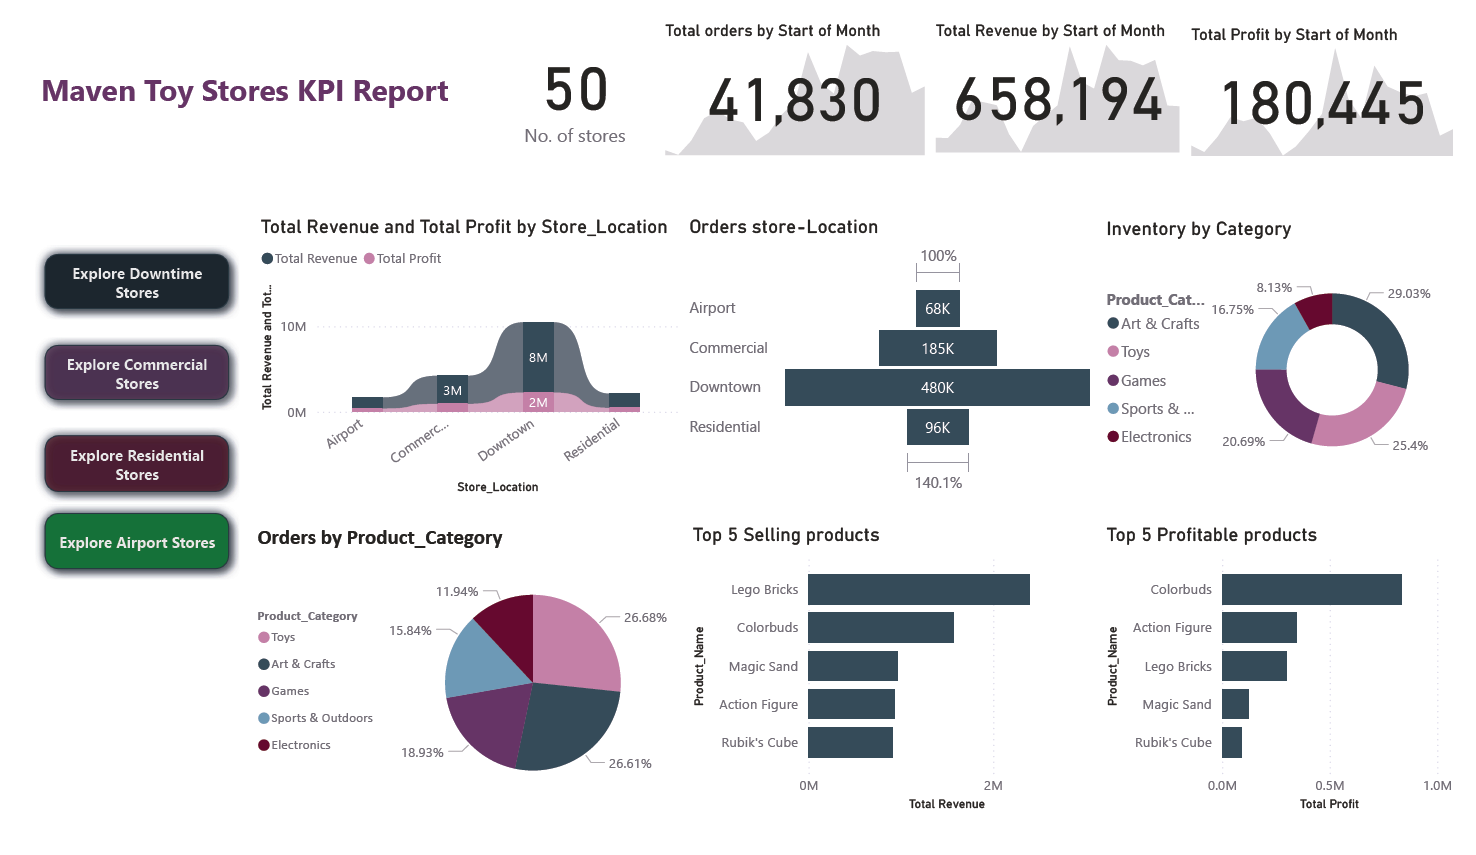 Maven Toy Stores KPI Report
50
No. of stores
Total orders by Start of Month
41,830
Total Revenue by Start of Month
658,194
Total Profit by Start of Month
180,445
Explore Downtime
Stores
Explore Commercial
Stores
Explore Residential
Stores
Explore Airport Stores
Total Revenue and Total Profit by Store_Location
Total Revenue Total Profit
Total Revenue and Tot...
10M
0M
8M
3M
2M
Airport
Commerc...
Downtown
Residential
Store_Location
Orders store-Location
100%
Airport
68K
Commercial
185K
Downtown
480K
Residential
96K
140.1%
Inventory by Category
Product_Cat...
Art & Crafts
Toys
Games
Sports & ...
Electronics
8.13%
29.03%
16.75%
20.69%
25.4%
Orders by Product_Category
Product_Category
Toys
Art & Crafts
Games
Sports & Outdoors
Electronics
11.94%
26.68%
15.84%
18.93%
26.61%
Top 5 Selling products
Product_Name
Lego Bricks
Colorbuds
Magic Sand
Action Figure
Rubik's Cube
0M
2M
Total Revenue
Top 5 Profitable products
Product_Name
Colorbuds
Action Figure
Lego Bricks
Magic Sand
Rubik's Cube
0.0M
0.5M
1.0M
Total Profit